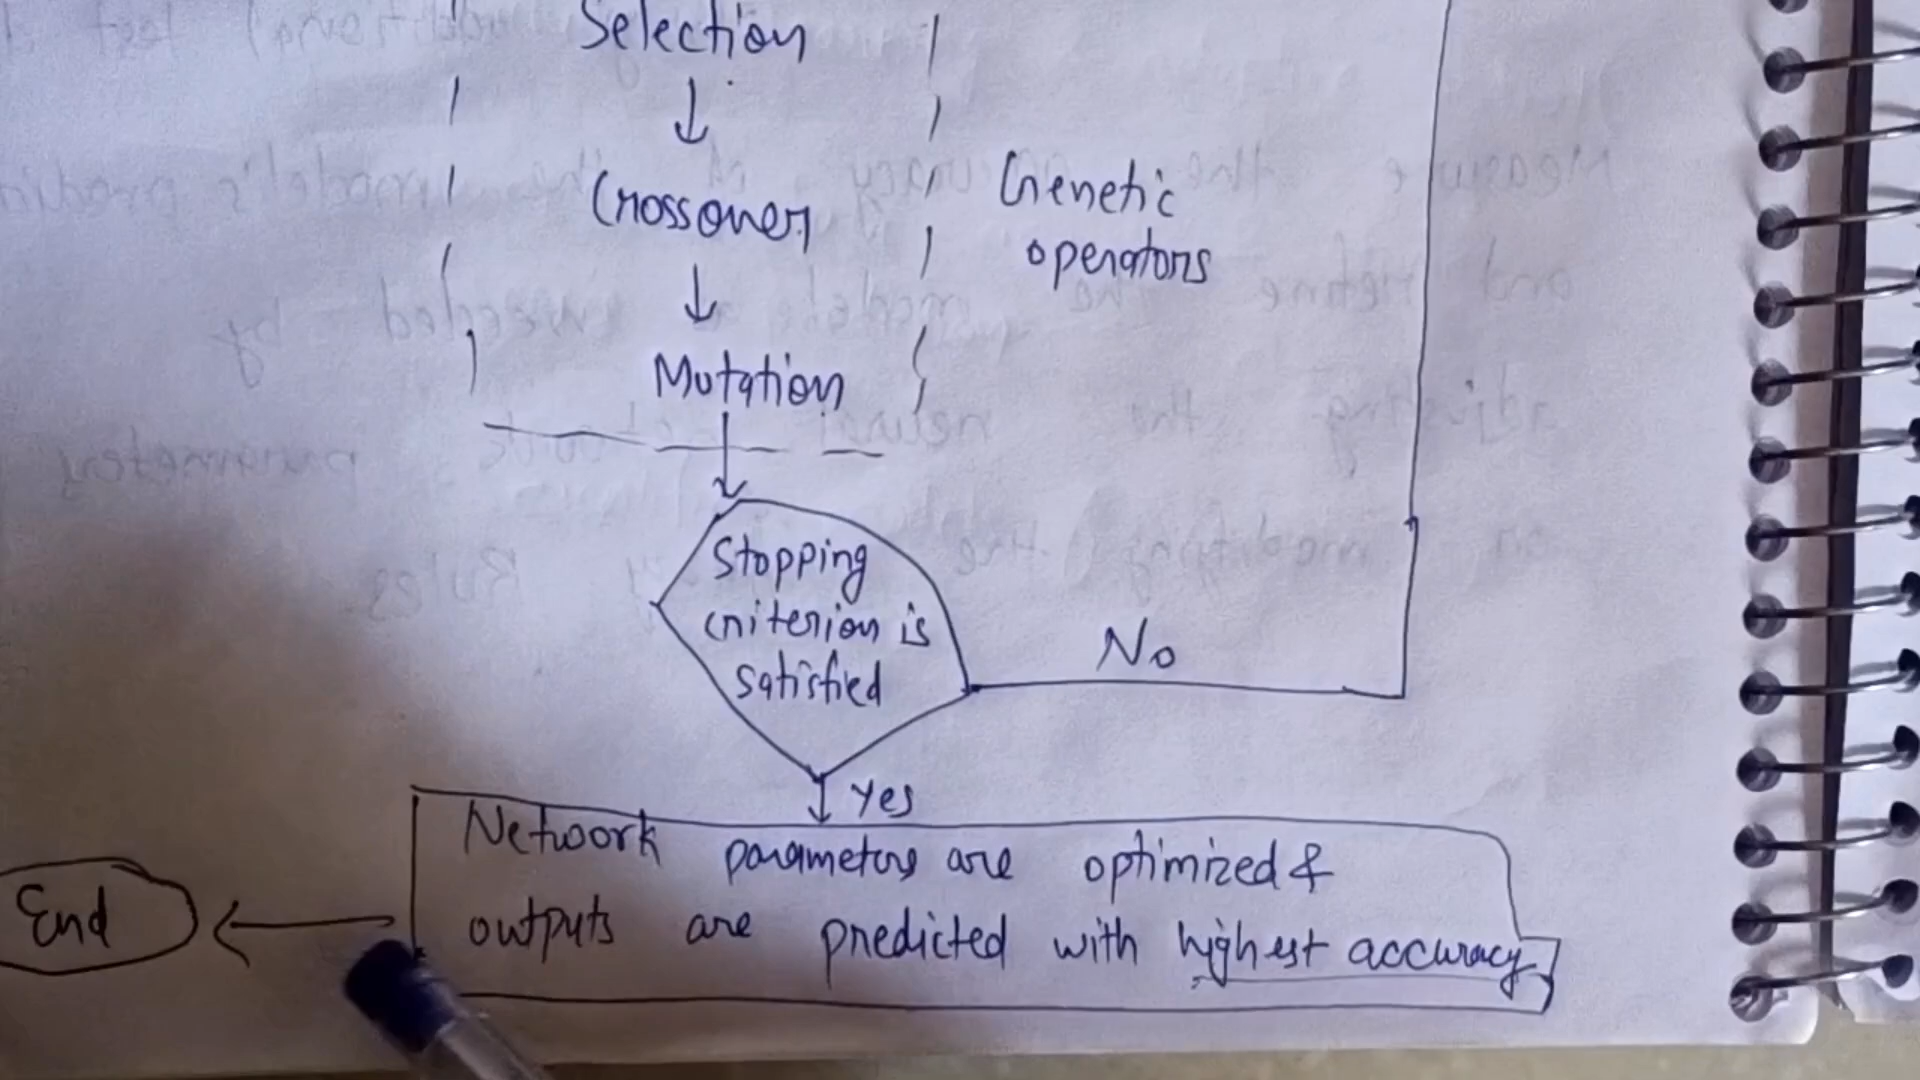 Selection
Crossover
Genetic
operators
Mutation
Stopping
criterion is
satisfied
No
Yes
Network parameters are optimized &
outputs are predicted with highest accuracy
End